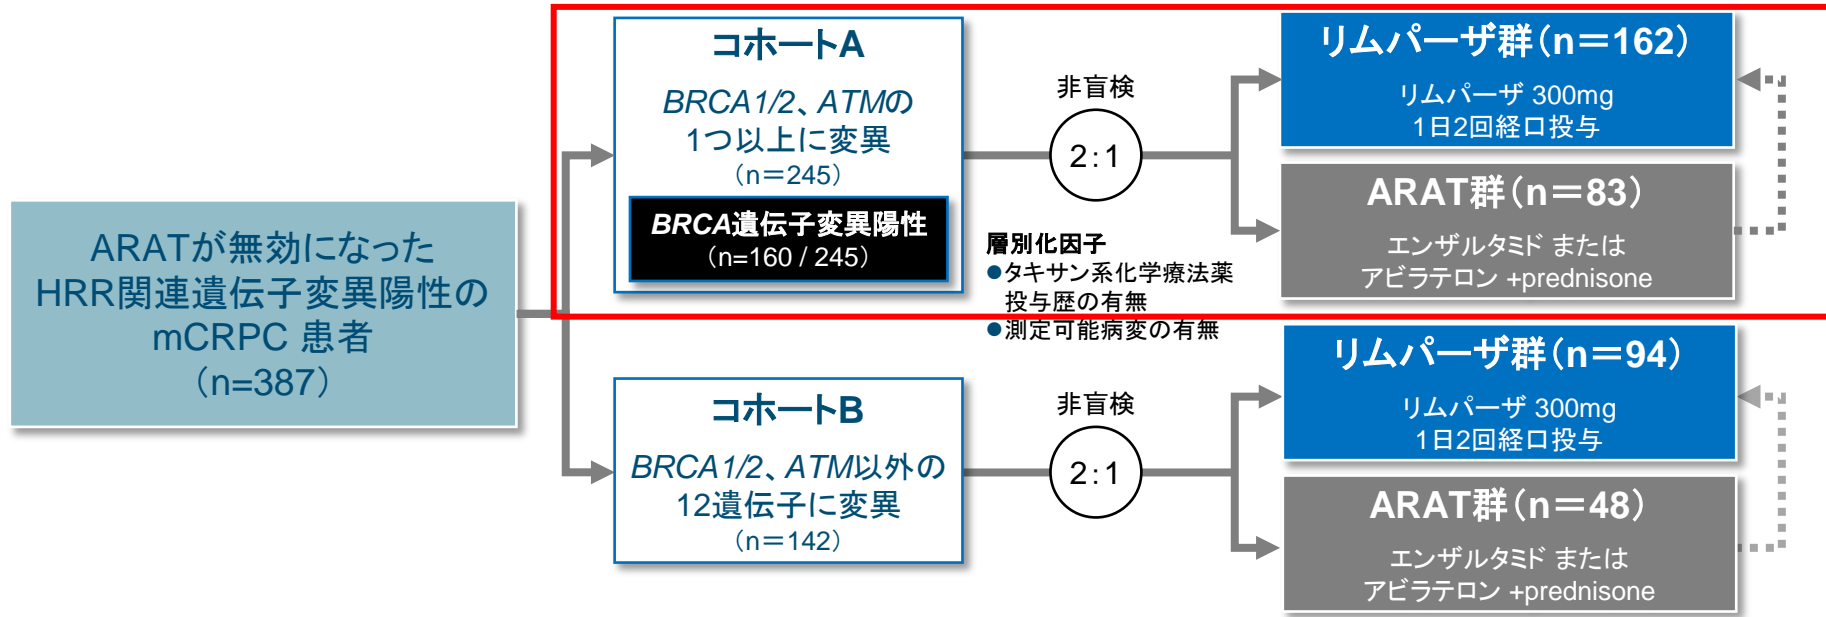 ARATが無効になった
HRR関連遺伝子変異陽性の
mCRPC 患者
(n=387)
コホートA
BRCA1/2、ATMの
1つ以上に変異
(n＝245)
BRCA遺伝子変異陽性
(n=160 / 245)
非盲検
2:1
層別化因子
●タキサン系化学療法薬
投与歴の有無
●測定可能病変の有無
リムパーザ群(n＝162)
リムパーザ 300mg
1日2回経口投与
ARAT群(n＝83)
エンザルタミド または
アビラテロン +prednisone
コホートB
BRCA1/2、ATM以外の
12遺伝子に変異
(n＝142)
非盲検
2:1
リムパーザ群(n＝94)
リムパーザ 300mg
1日2回経口投与
ARAT群(n＝48)
エンザルタミド または
アビラテロン +prednisone